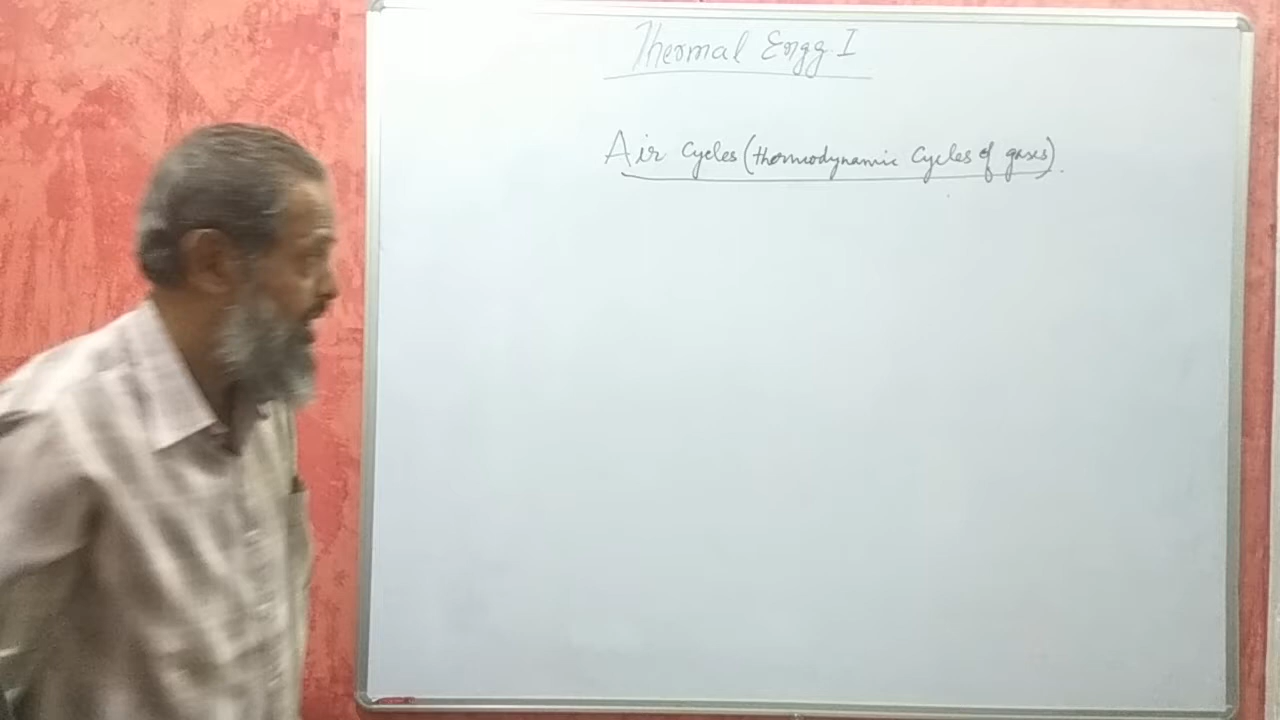 Thermal Engg. I
Air Cycles (thermodynamic Cycles of gases).